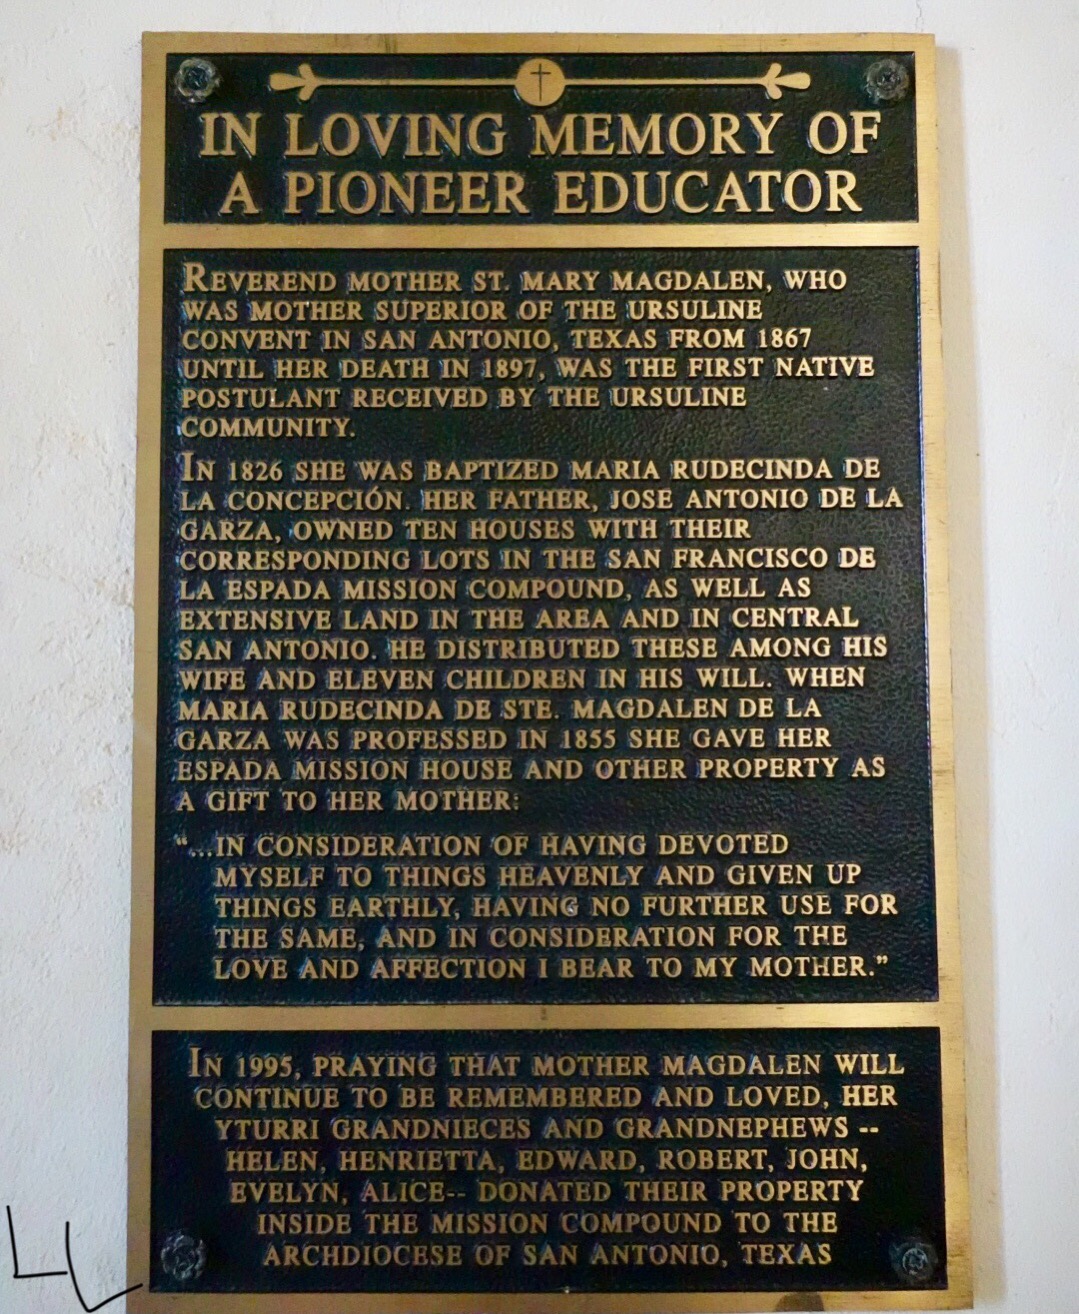 IN LOVING MEMORY OF
A PIONEER EDUCATOR
REVEREND MOTHER ST. MARY MAGDALEN, WHO
WAS MOTHER SUPERIOR OF THE URSULINE
CONVENT IN SAN ANTONIO, TEXAS FROM 1867
UNTIL HER DEATH IN 1897, WAS THE FIRST NATIVE
POSTULANT RECEIVED BY THE URSULINE
COMMUNITY.
IN 1826 SHE WAS BAPTIZED MARIA RUDECINDA DE
LA CONCEPCIÓN. HER FATHER, JOSE ANTONIO DE LA
GARZA, OWNED TEN HOUSES WITH THEIR
CORRESPONDING LOTS IN THE SAN FRANCISCO DE
LA ESPADA MISSION COMPOUND, AS WELL AS
EXTENSIVE LAND IN THE AREA AND IN CENTRAL
SAN ANTONIO. HE DISTRIBUTED THESE AMONG HIS
WIFE AND ELEVEN CHILDREN IN HIS WILL. WHEN
MARIA RUDECINDA DE STE. MAGDALEN DE LA
GARZA WAS PROFESSED IN 1855 SHE GAVE HER
ESPADA MISSION HOUSE AND OTHER PROPERTY AS
A GIFT TO HER MOTHER:
"...IN CONSIDERATION OF HAVING DEVOTED
MYSELF TO THINGS HEAVENLY AND GIVEN UP
THINGS EARTHLY, HAVING NO FURTHER USE FOR
THE SAME, AND IN CONSIDERATION FOR THE
LOVE AND AFFECTION I BEAR TO MY MOTHER."
IN 1995, PRAYING THAT MOTHER MAGDALEN WILL
CONTINUE TO BE REMEMBERED AND LOVED, HER
YTURRI GRANDNIECES AND GRANDNEPHEWS --
HELEN, HENRIETTA, EDWARD, ROBERT, JOHN,
EVELYN, ALICE-- DONATED THEIR PROPERTY
INSIDE THE MISSION COMPOUND TO THE
ARCHDIOCESE OF SAN ANTONIO, TEXAS
LL